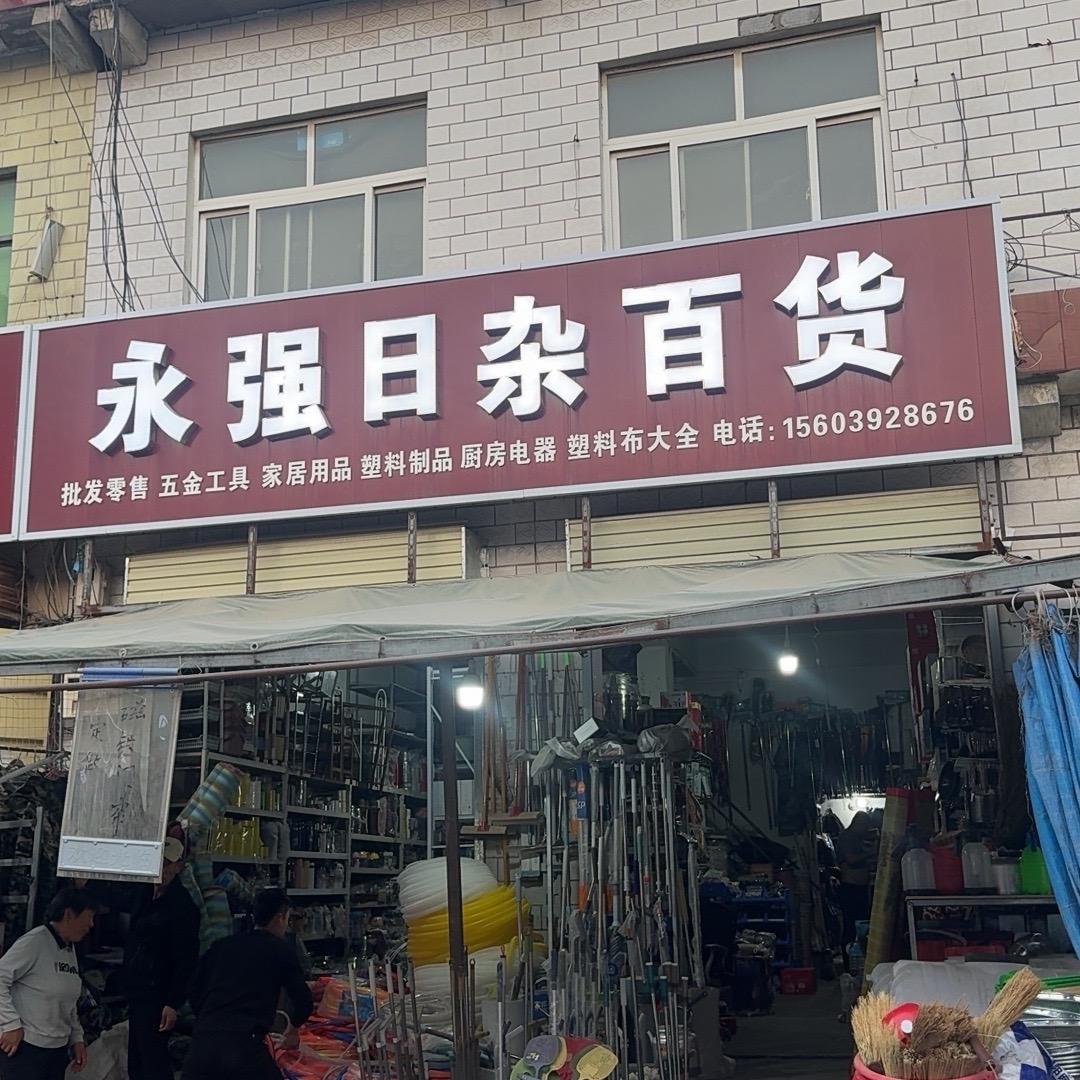 永强日杂百货
批发零售 五金工具 家居用品 塑料制品 厨房电器 塑料布大全 电话:15603928676